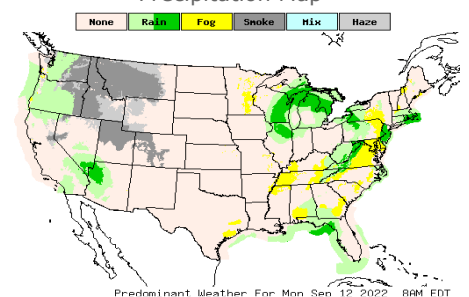 Precipitation Map
None Rain Fog Smoke Mix Haze
Predominant Weather For Mon Sep 12 2022 8AM EDT